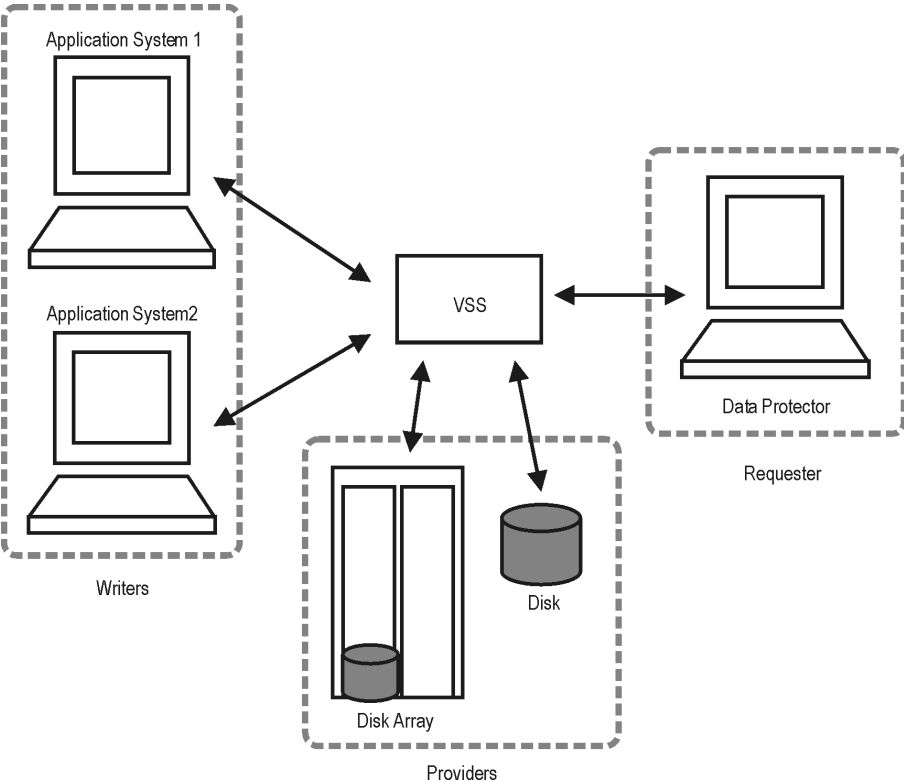 Application System 1
Application System2
Writers
VSS
Data Protector
Requester
Disk
Disk Array
Providers